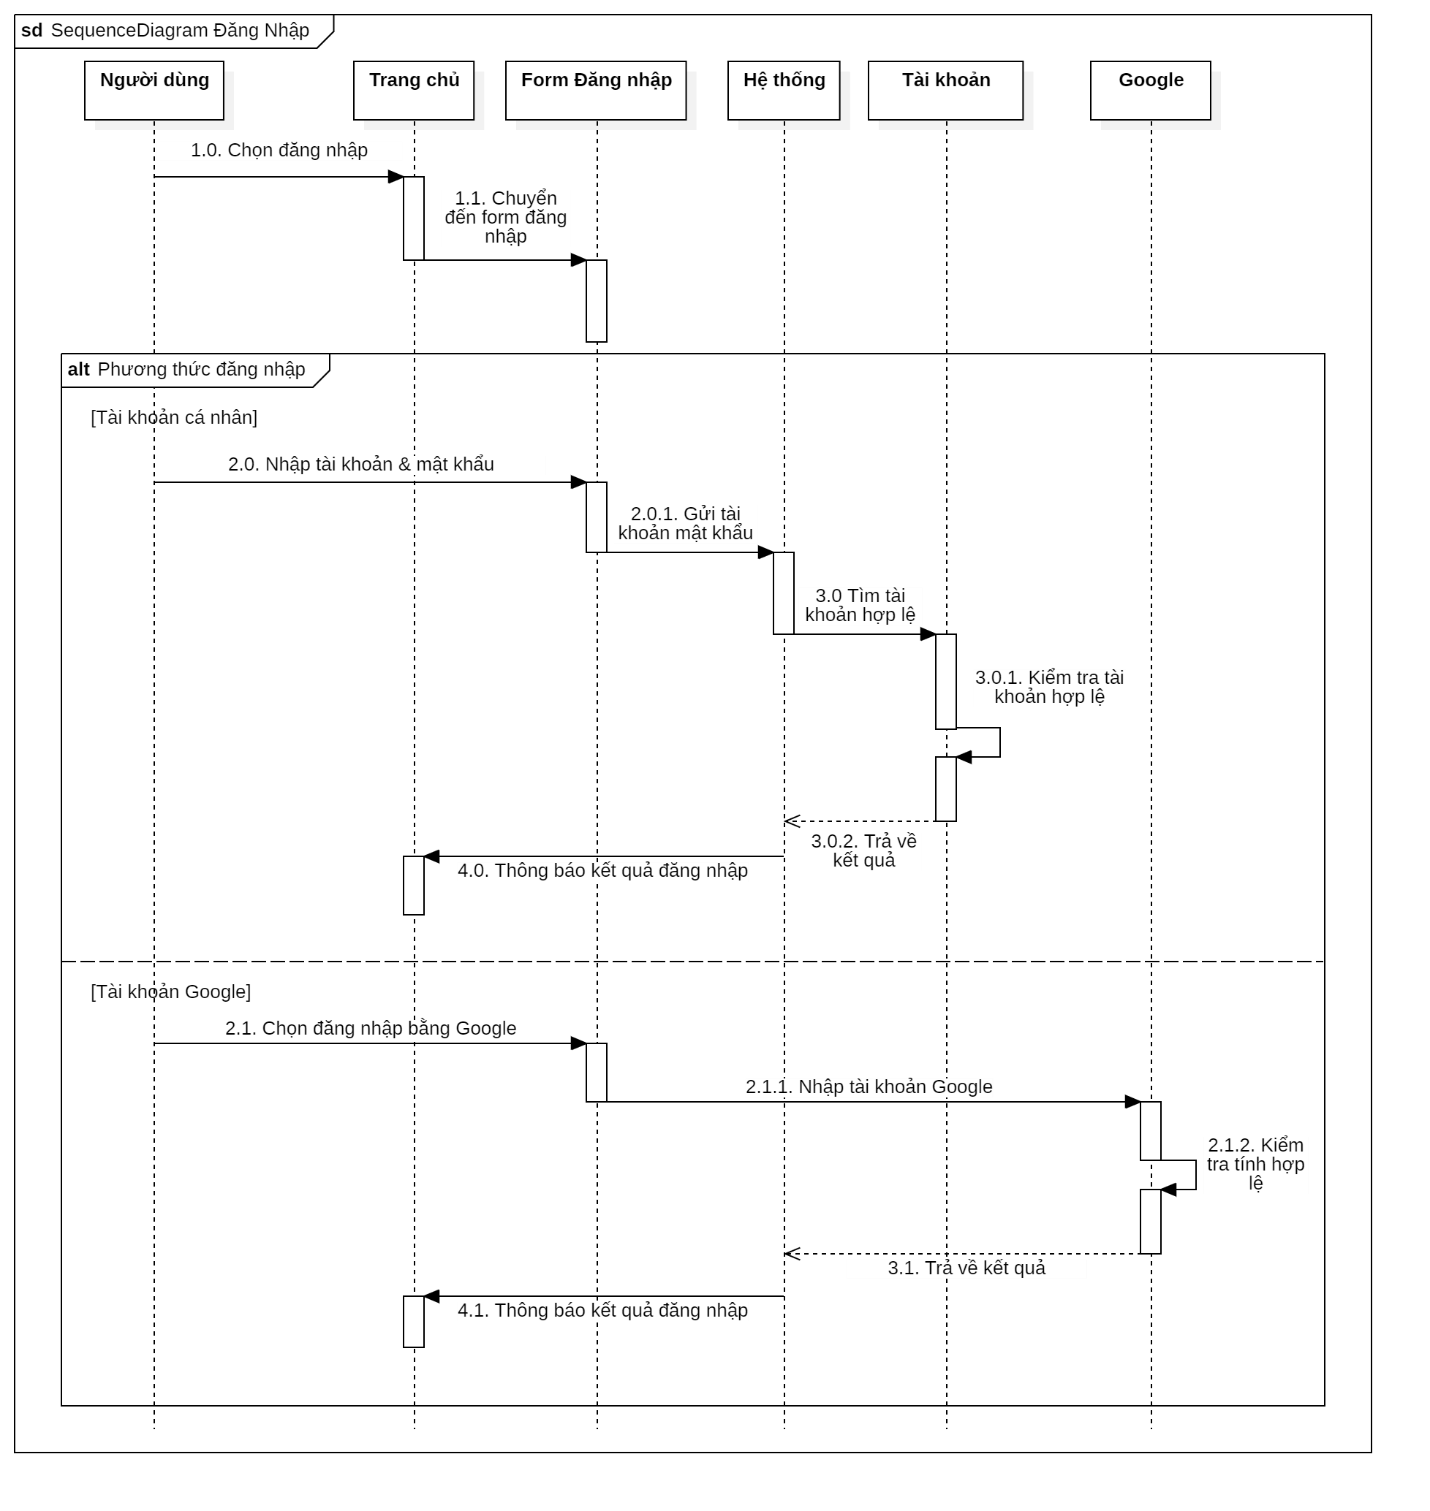 sd SequenceDiagram Đăng Nhập
Người dùng
Trang chủ
Form Đăng nhập
Hệ thống
Tài khoản
Google
1.0. Chọn đăng nhập
1.1. Chuyển
đến form đăng
nhập
alt Phương thức đăng nhập
[Tài khoản cá nhân]
2.0. Nhập tài khoản & mật khẩu
2.0.1. Gửi tài
khoản mật khẩu
3.0 Tìm tài
khoản hợp lệ
3.0.1. Kiểm tra tài
khoản hợp lệ
3.0.2. Trả về
kết quả
4.0. Thông báo kết quả đăng nhập
[Tài khoản Google]
2.1. Chọn đăng nhập bằng Google
2.1.1. Nhập tài khoản Google
2.1.2. Kiểm
tra tính hợp
lệ
3.1. Trả về kết quả
4.1. Thông báo kết quả đăng nhập